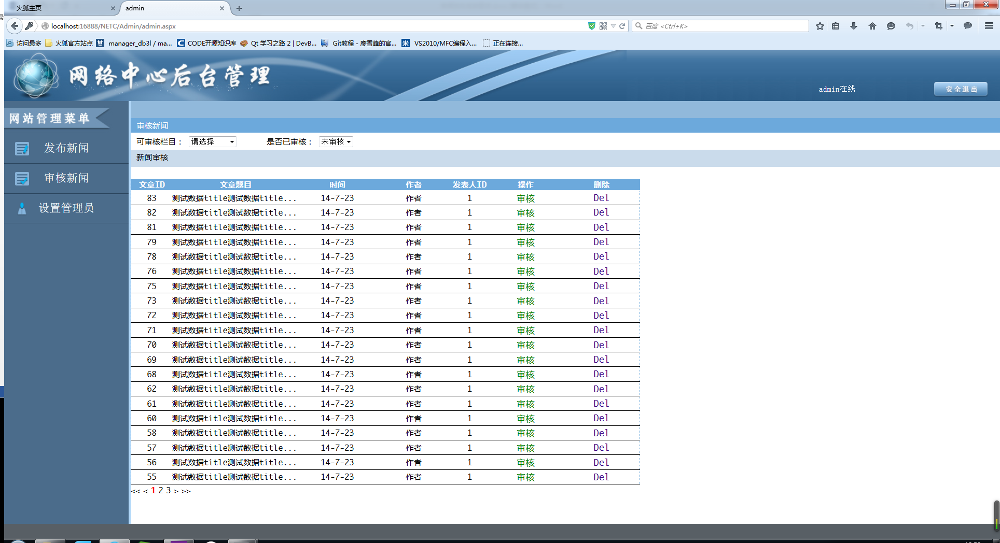 火狐主页
admin
录
localhost:16888/NETC/Admin/admin.aspx
百度 <Ctrl+K>
访问最多 火狐官方站点 manager_db3l / ma... CODE开源知识库 Qt 学习之路 2 | DevB... Git教程 - 廖雪峰的官... VS2010/MFC编程入... 正在连接...
网络中心后台管理
admin在线
安全退出
网站管理菜单
发布新闻
审核新闻
设置管理员
审核新闻
可审核栏目： 请选择 是否已审核： 未审核
新闻审核
文章ID 文章题目 时间 作者 发表人ID 操作 删除
83 测试数据title测试数据title... 14-7-23 作者 1 审核 Del
82 测试数据title测试数据title... 14-7-23 作者 1 审核 Del
81 测试数据title测试数据title... 14-7-23 作者 1 审核 Del
79 测试数据title测试数据title... 14-7-23 作者 1 审核 Del
78 测试数据title测试数据title... 14-7-23 作者 1 审核 Del
76 测试数据title测试数据title... 14-7-23 作者 1 审核 Del
75 测试数据title测试数据title... 14-7-23 作者 1 审核 Del
73 测试数据title测试数据title... 14-7-23 作者 1 审核 Del
72 测试数据title测试数据title... 14-7-23 作者 1 审核 Del
71 测试数据title测试数据title... 14-7-23 作者 1 审核 Del
70 测试数据title测试数据title... 14-7-23 作者 1 审核 Del
69 测试数据title测试数据title... 14-7-23 作者 1 审核 Del
68 测试数据title测试数据title... 14-7-23 作者 1 审核 Del
62 测试数据title测试数据title... 14-7-23 作者 1 审核 Del
61 测试数据title测试数据title... 14-7-23 作者 1 审核 Del
60 测试数据title测试数据title... 14-7-23 作者 1 审核 Del
58 测试数据title测试数据title... 14-7-23 作者 1 审核 Del
57 测试数据title测试数据title... 14-7-23 作者 1 审核 Del
56 测试数据title测试数据title... 14-7-23 作者 1 审核 Del
55 测试数据title测试数据title... 14-7-23 作者 1 审核 Del
<< < 1 2 3 > >>